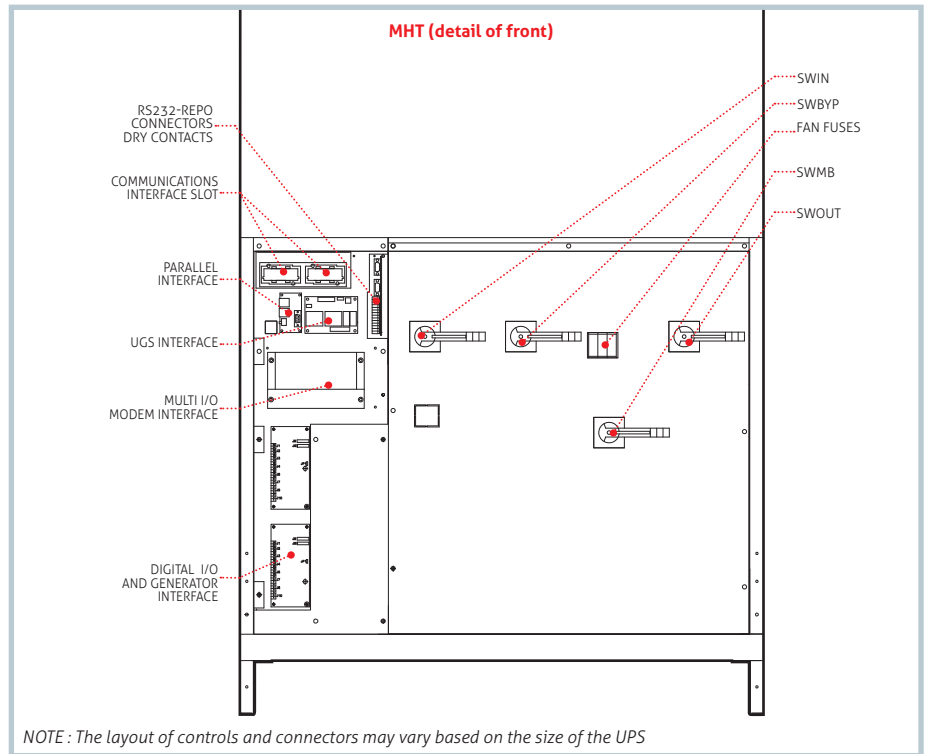 MHT (detail of front)
RS232-REPO
CONNECTORS
DRY CONTACTS
COMMUNICATIONS
INTERFACE SLOT
PARALLEL
INTERFACE
UGS INTERFACE
MULTI I/O
MODEM INTERFACE
DIGITAL I/O
AND GENERATOR
INTERFACE
SWIN
SWBYP
FAN FUSES
SWMB
SWOUT
NOTE : The layout of controls and connectors may vary based on the size of the UPS